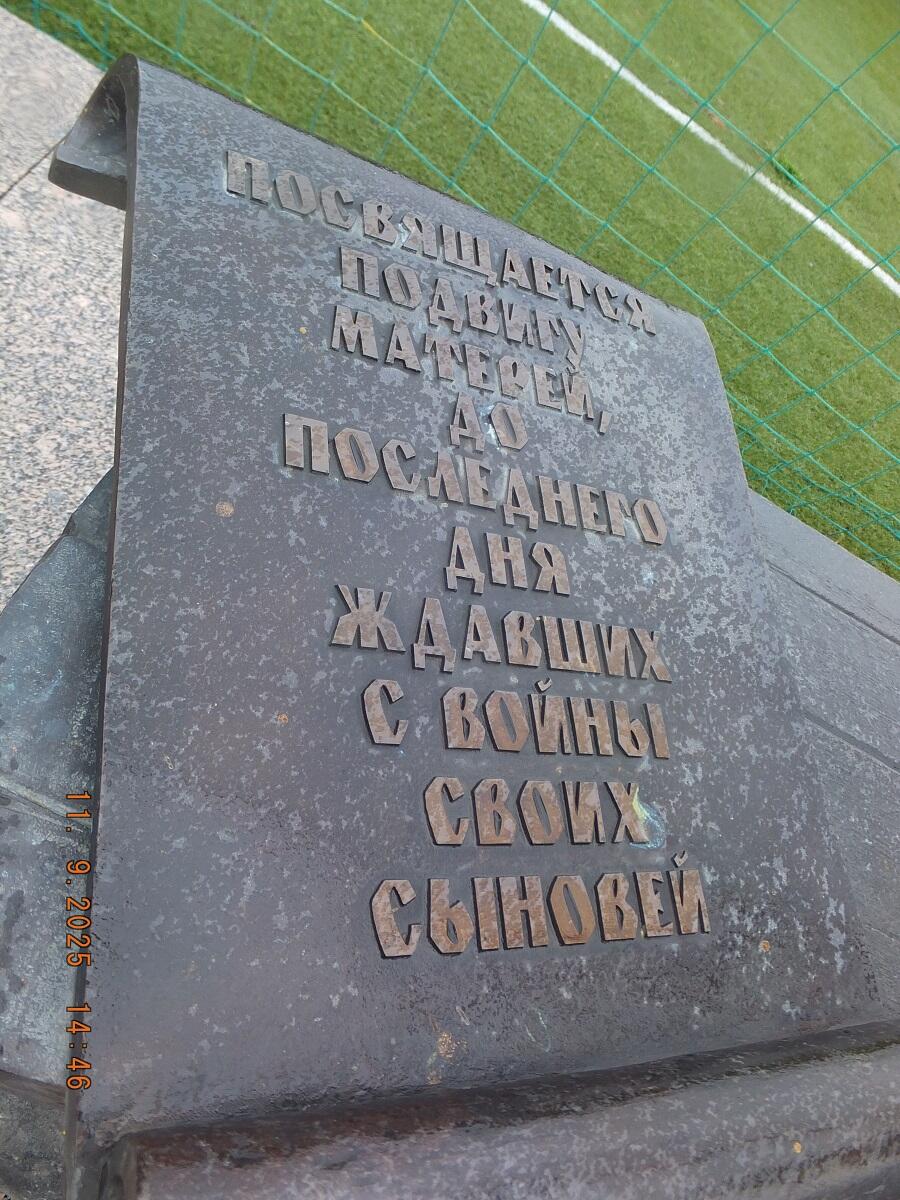 ПОСВЯЩАЕТСЯ
ПОДВИГУ
МАТЕРЕЙ,
ДО
ПОСЛЕДНЕГО
ДНЯ
ЖДАВШИХ
С ВОЙНЫ
СВОИХ
СЫНОВЕЙ
11. 9.2025 14:46